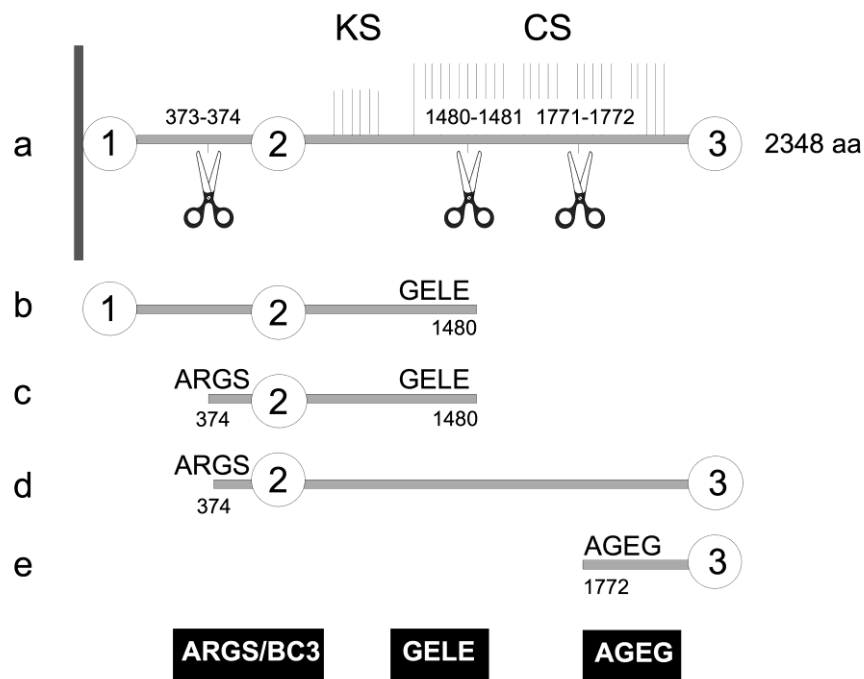 KS CS
373-374 1480-1481 1771-1772
a 1 2 3 2348 aa
GELE
b 1 2
1480
ARGS GELE
c 2
374 1480
ARGS
d 2 3
374
AGEG
e 3
1772
ARGS/BC3 GELE AGEG